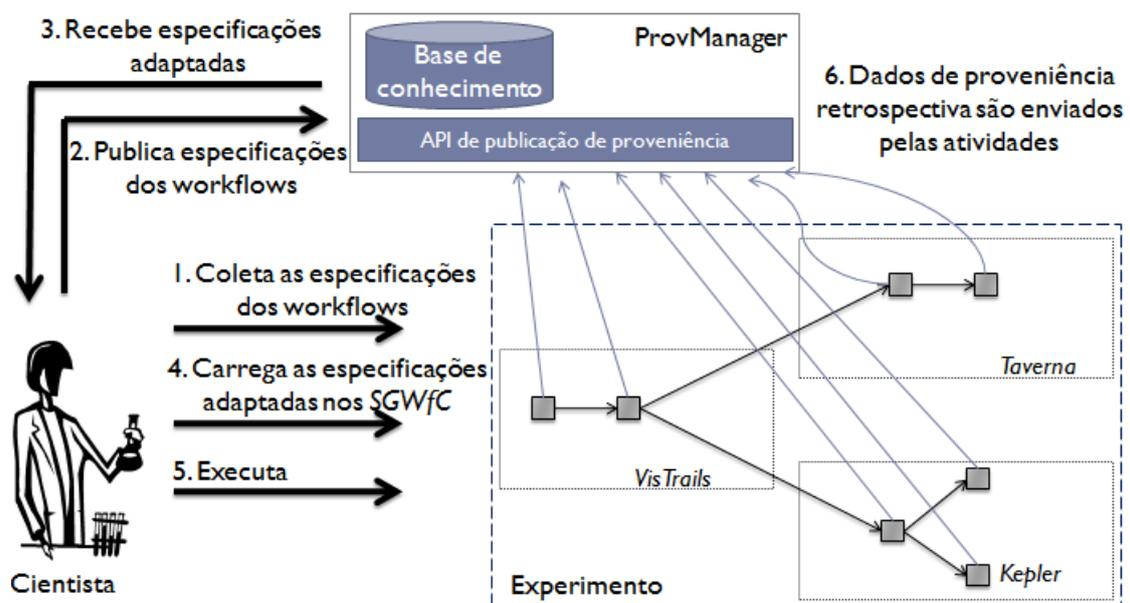 3. Recebe especificações
adaptadas
ProvManager
Base de
conhecimento
API de publicação de proveniência
6. Dados de proveniência
retrospectiva são enviados
pelas atividades
2. Publica especificações
dos workflows
1. Coleta as especificações
dos workflows
4. Carrega as especificações
adaptadas nos SGWfC
5. Executa
Taverna
VisTrails
Kepler
Experimento
Cientista